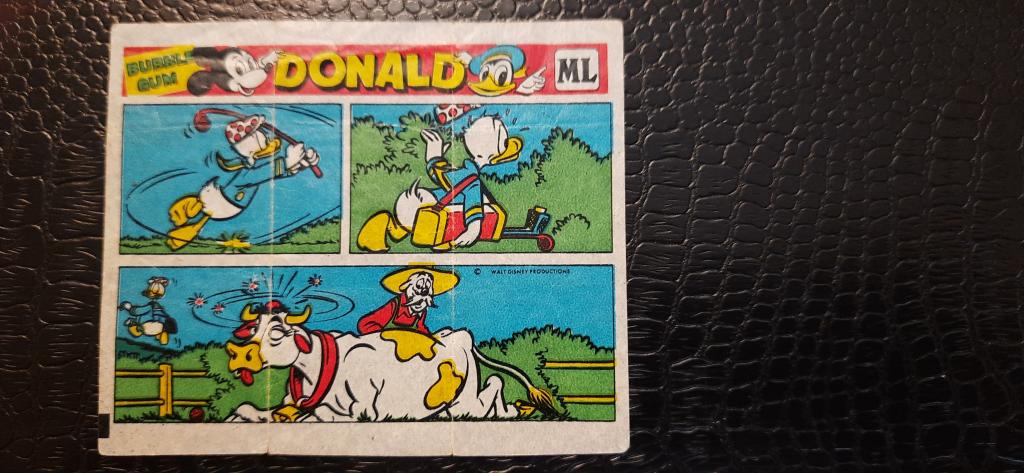 BUBBLE
GUM
DONALD
ML
© WALT DISNEY PRODUCTIONS